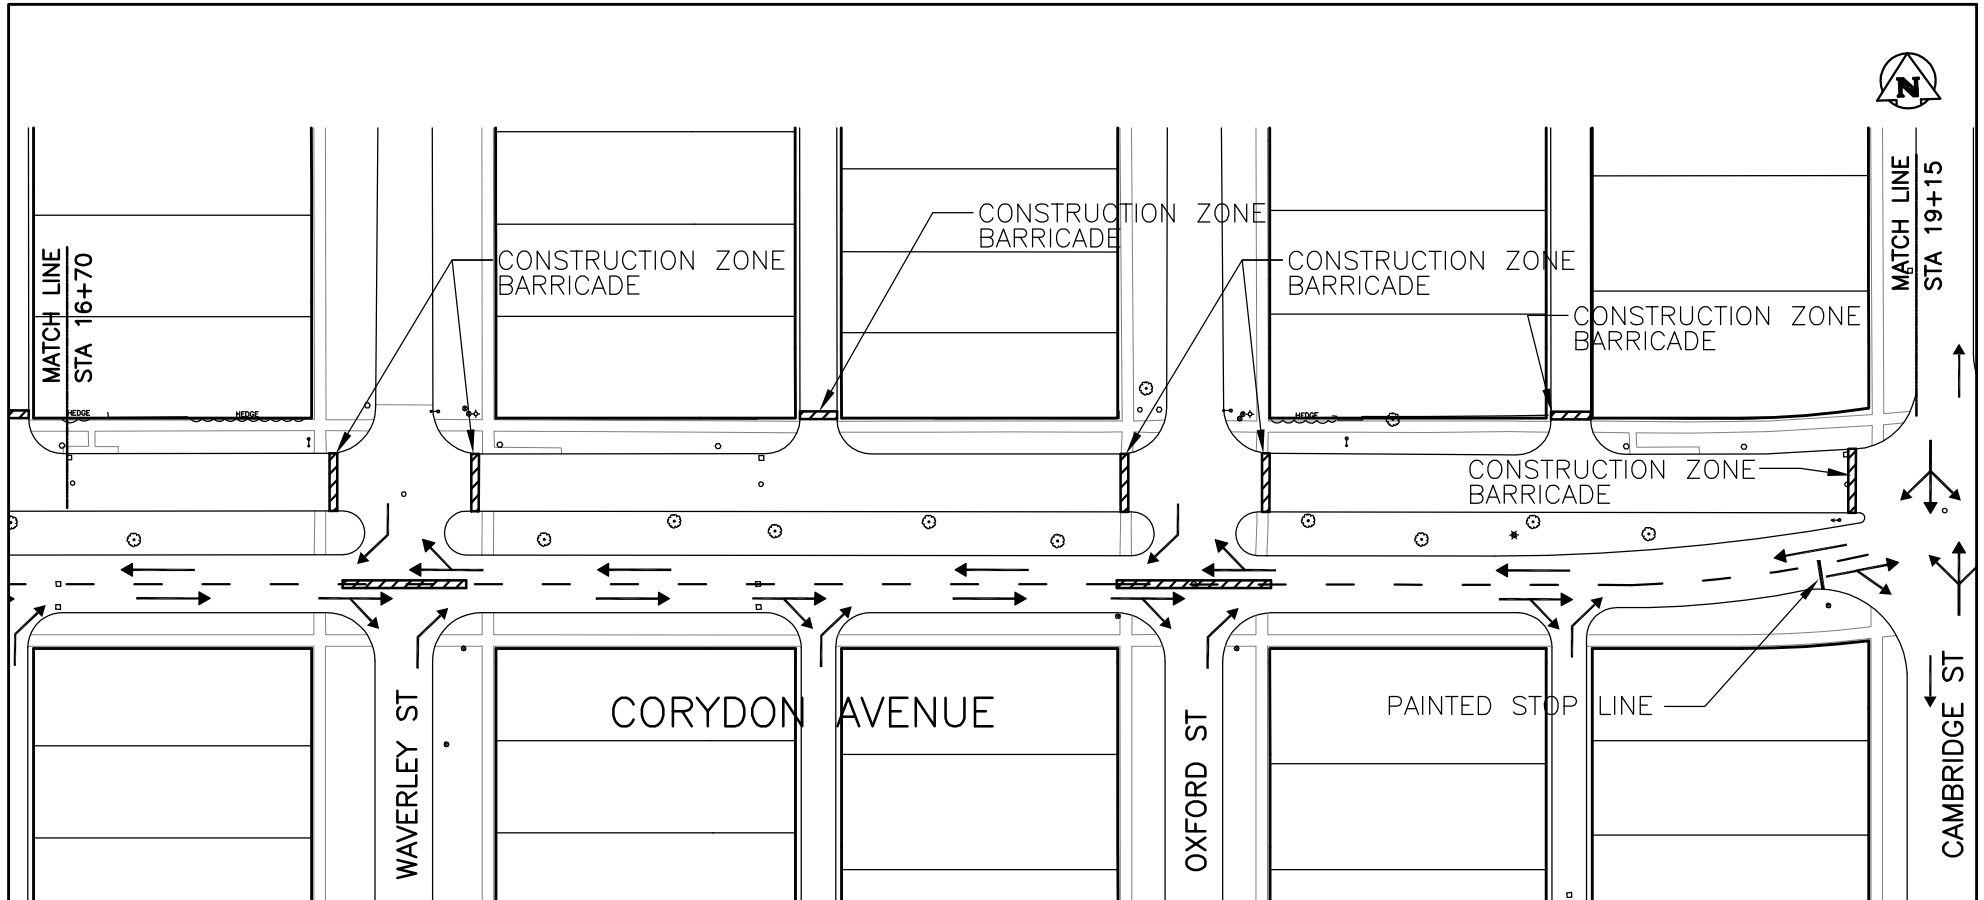 N
MATCH LINE
STA 19+15
CONSTRUCTION ZONE
BARRICADE
CONSTRUCTION ZONE
BARRICADE
CONSTRUCTION ZONE
BARRICADE
MATCH LINE
STA 16+70
CONSTRUCTION ZONE
BARRICADE
HEDGE
HEDGE
HEDGE
CONSTRUCTION ZONE
BARRICADE
CORYDON AVENUE
PAINTED STOP LINE
WAVERLEY ST
OXFORD ST
CAMBRIDGE ST